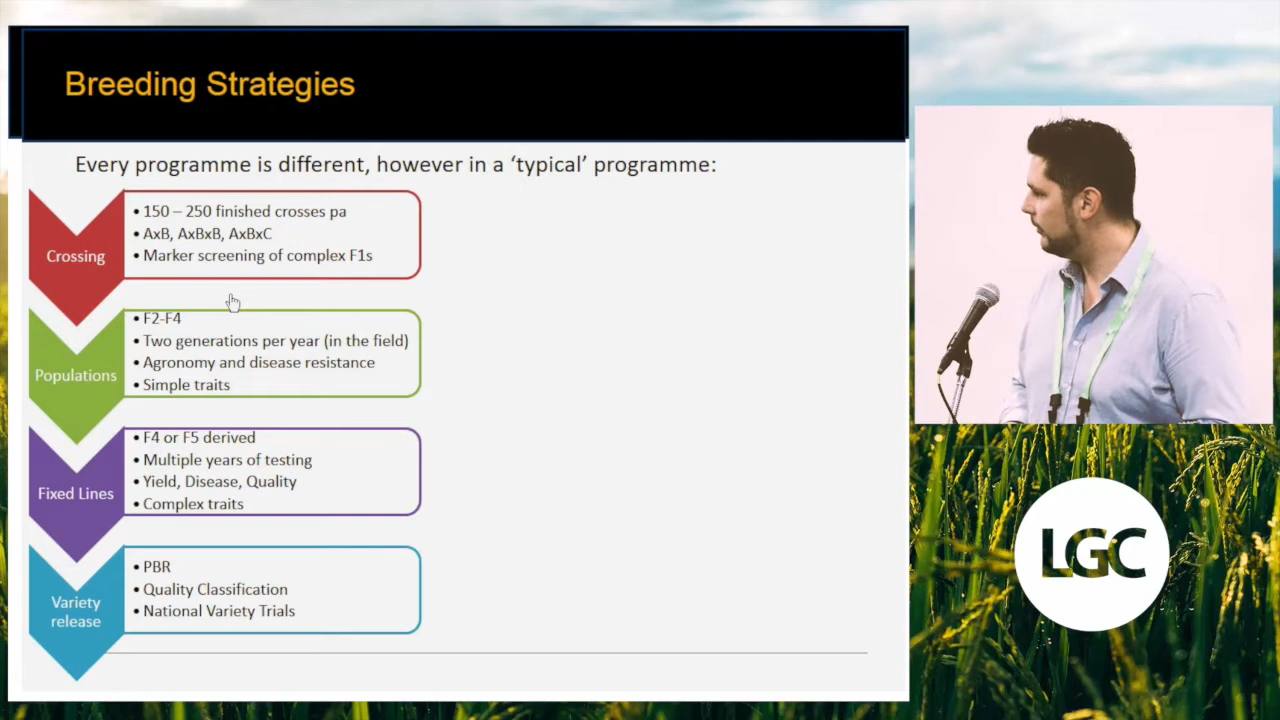 Breeding Strategies
Every programme is different, however in a ‘typical’ programme:
Crossing
• 150 – 250 finished crosses pa
• AxB, AxBxB, AxBxC
• Marker screening of complex F1s
Populations
• F2-F4
• Two generations per year (in the field)
• Agronomy and disease resistance
• Simple traits
Fixed Lines
• F4 or F5 derived
• Multiple years of testing
• Yield, Disease, Quality
• Complex traits
Variety
release
• PBR
• Quality Classification
• National Variety Trials
LGC